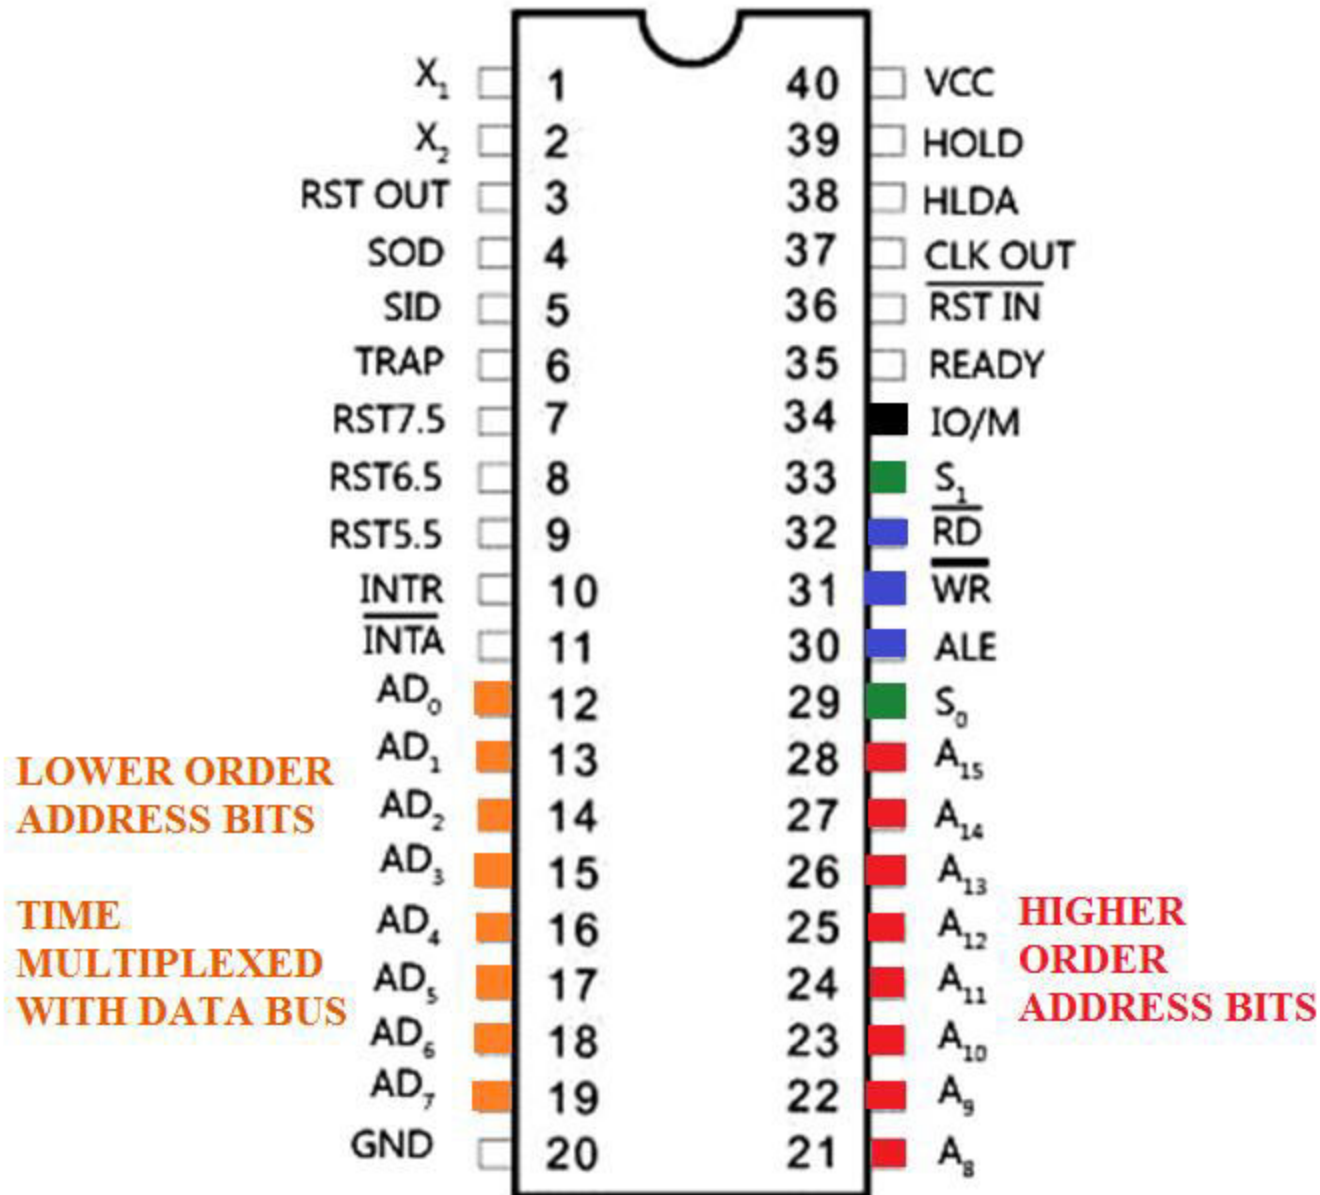 X₁ 1 40 VCC
X₂ 2 39 HOLD
RST OUT 3 38 HLDA
SOD 4 37 CLK OUT
SID 5 36 RST IN
TRAP 6 35 READY
RST7.5 7 34 IO/M
RST6.5 8 33 S₁
RST5.5 9 32 RD
INTR 10 31 WR
INTA 11 30 ALE
AD₀ 12 29 S₀
AD₁ 13 28 A₁₅
AD₂ 14 27 A₁₄
AD₃ 15 26 A₁₃
AD₄ 16 25 A₁₂
AD₅ 17 24 A₁₁
AD₆ 18 23 A₁₀
AD₇ 19 22 A₉
GND 20 21 A₈
LOWER ORDER
ADDRESS BITS
TIME
MULTIPLEXED
WITH DATA BUS
HIGHER
ORDER
ADDRESS BITS